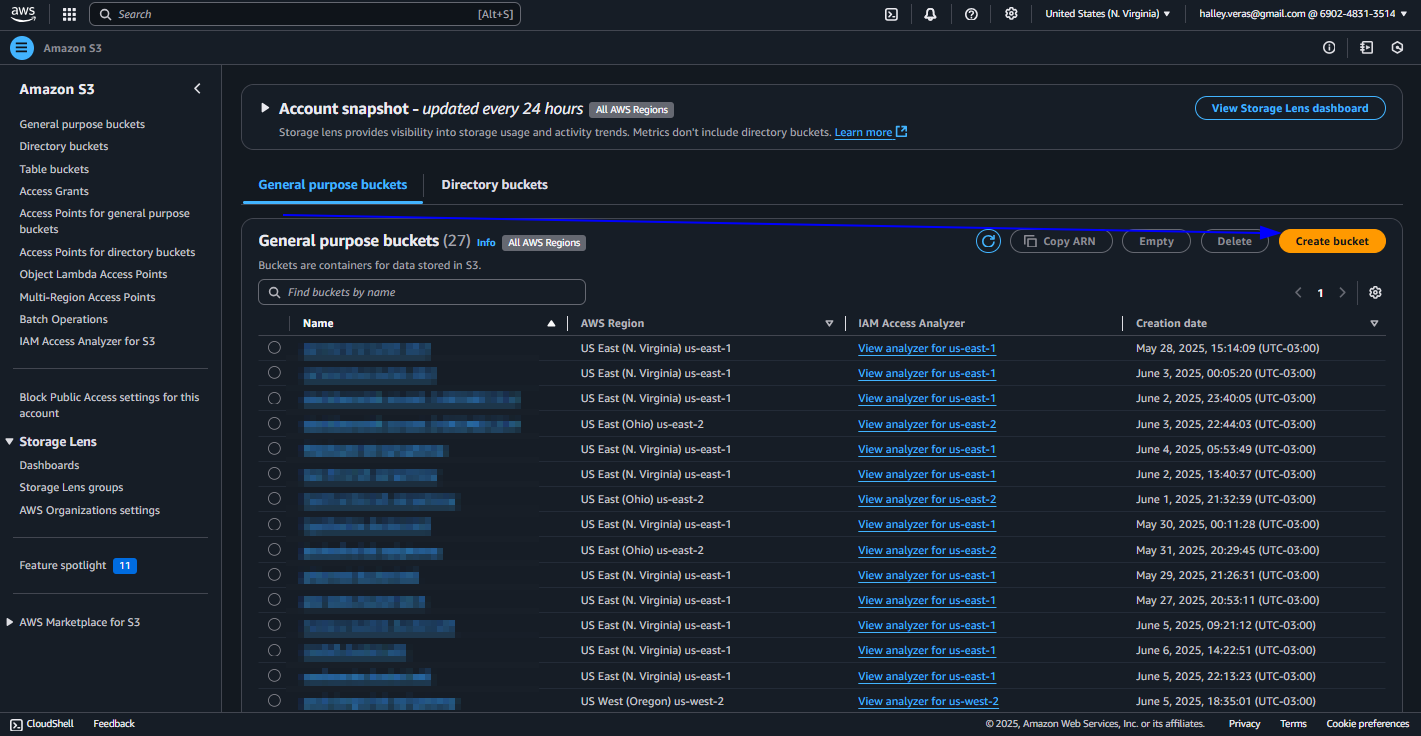 aws
Search [Alt+S]
United States (N. Virginia)
halley.veras@gmail.com @ 6902-4831-3514
Amazon S3
Amazon S3
General purpose buckets
Directory buckets
Table buckets
Access Grants
Access Points for general purpose
buckets
Access Points for directory buckets
Object Lambda Access Points
Multi-Region Access Points
Batch Operations
IAM Access Analyzer for S3
Block Public Access settings for this
account
Storage Lens
Dashboards
Storage Lens groups
AWS Organizations settings
Feature spotlight 11
AWS Marketplace for S3
Account snapshot - updated every 24 hours All AWS Regions
View Storage Lens dashboard
Storage lens provides visibility into storage usage and activity trends. Metrics don't include directory buckets. Learn more
General purpose buckets Directory buckets
General purpose buckets (27) Info All AWS Regions
Copy ARN Empty Delete Create bucket
Buckets are containers for data stored in S3.
Find buckets by name
1
Name AWS Region IAM Access Analyzer Creation date
US East (N. Virginia) us-east-1 View analyzer for us-east-1 May 28, 2025, 15:14:09 (UTC-03:00)
US East (N. Virginia) us-east-1 View analyzer for us-east-1 June 3, 2025, 00:05:20 (UTC-03:00)
US East (N. Virginia) us-east-1 View analyzer for us-east-1 June 2, 2025, 23:40:05 (UTC-03:00)
US East (Ohio) us-east-2 View analyzer for us-east-2 June 3, 2025, 22:44:03 (UTC-03:00)
US East (N. Virginia) us-east-1 View analyzer for us-east-1 June 4, 2025, 05:53:49 (UTC-03:00)
US East (N. Virginia) us-east-1 View analyzer for us-east-1 June 2, 2025, 13:40:37 (UTC-03:00)
US East (Ohio) us-east-2 View analyzer for us-east-2 June 1, 2025, 21:32:39 (UTC-03:00)
US East (N. Virginia) us-east-1 View analyzer for us-east-1 May 30, 2025, 00:11:28 (UTC-03:00)
US East (Ohio) us-east-2 View analyzer for us-east-2 May 31, 2025, 20:29:45 (UTC-03:00)
US East (N. Virginia) us-east-1 View analyzer for us-east-1 May 29, 2025, 21:26:31 (UTC-03:00)
US East (N. Virginia) us-east-1 View analyzer for us-east-1 May 27, 2025, 20:53:11 (UTC-03:00)
US East (N. Virginia) us-east-1 View analyzer for us-east-1 June 5, 2025, 09:21:12 (UTC-03:00)
US East (N. Virginia) us-east-1 View analyzer for us-east-1 June 6, 2025, 14:22:51 (UTC-03:00)
US East (N. Virginia) us-east-1 View analyzer for us-east-1 June 5, 2025, 22:13:23 (UTC-03:00)
US West (Oregon) us-west-2 View analyzer for us-west-2 June 5, 2025, 18:35:01 (UTC-03:00)
CloudShell Feedback
© 2025, Amazon Web Services, Inc. or its affiliates. Privacy Terms Cookie preferences